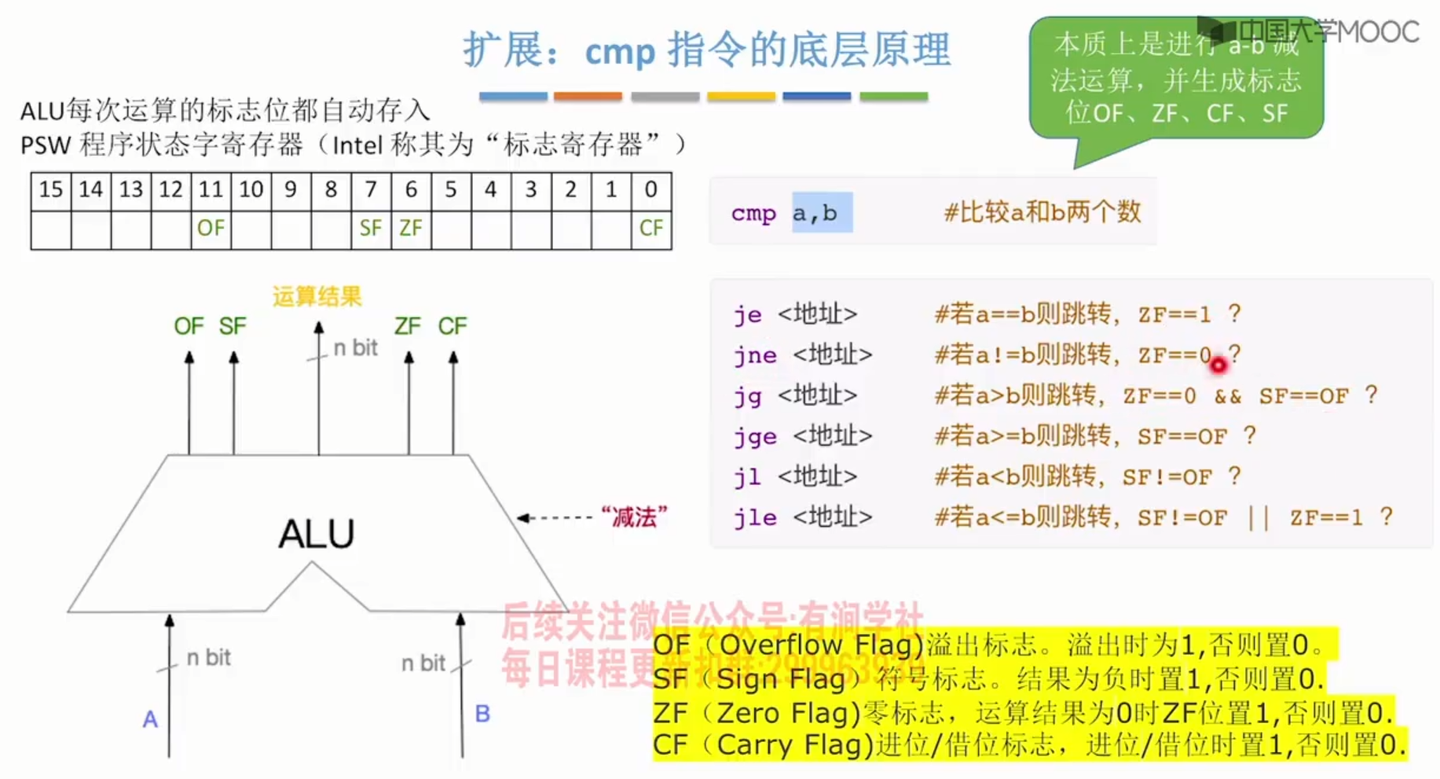 中国大学MOOC
扩展：cmp 指令的底层原理
本质上是进行 a-b 减
法运算，并生成标志
位OF、ZF、CF、SF
ALU每次运算的标志位都自动存入
PSW 程序状态字寄存器（Intel 称其为“标志寄存器”）
15 14 13 12 11 10 9 8 7 6 5 4 3 2 1 0
OF SF ZF CF
cmp a,b #比较a和b两个数
je <地址> #若a==b则跳转，ZF==1 ？
jne <地址> #若a!=b则跳转，ZF==0 ？
jg <地址> #若a>b则跳转，ZF==0 && SF==OF ？
jge <地址> #若a>=b则跳转，SF==OF ？
jl <地址> #若a<b则跳转，SF!=OF ？
jle <地址> #若a<=b则跳转，SF!=OF || ZF==1 ？
运算结果
OF SF ZF CF
n bit
ALU
“减法”
n bit n bit
A B
后续关注微信公众号:有涧学社
每日课程更新扣群:
OF（Overflow Flag)溢出标志。溢出时为1,否则置0。
SF（Sign Flag）符号标志。结果为负时置1,否则置0.
ZF（Zero Flag)零标志，运算结果为0时ZF位置1,否则置0.
CF（Carry Flag)进位/借位标志，进位/借位时置1,否则置0.